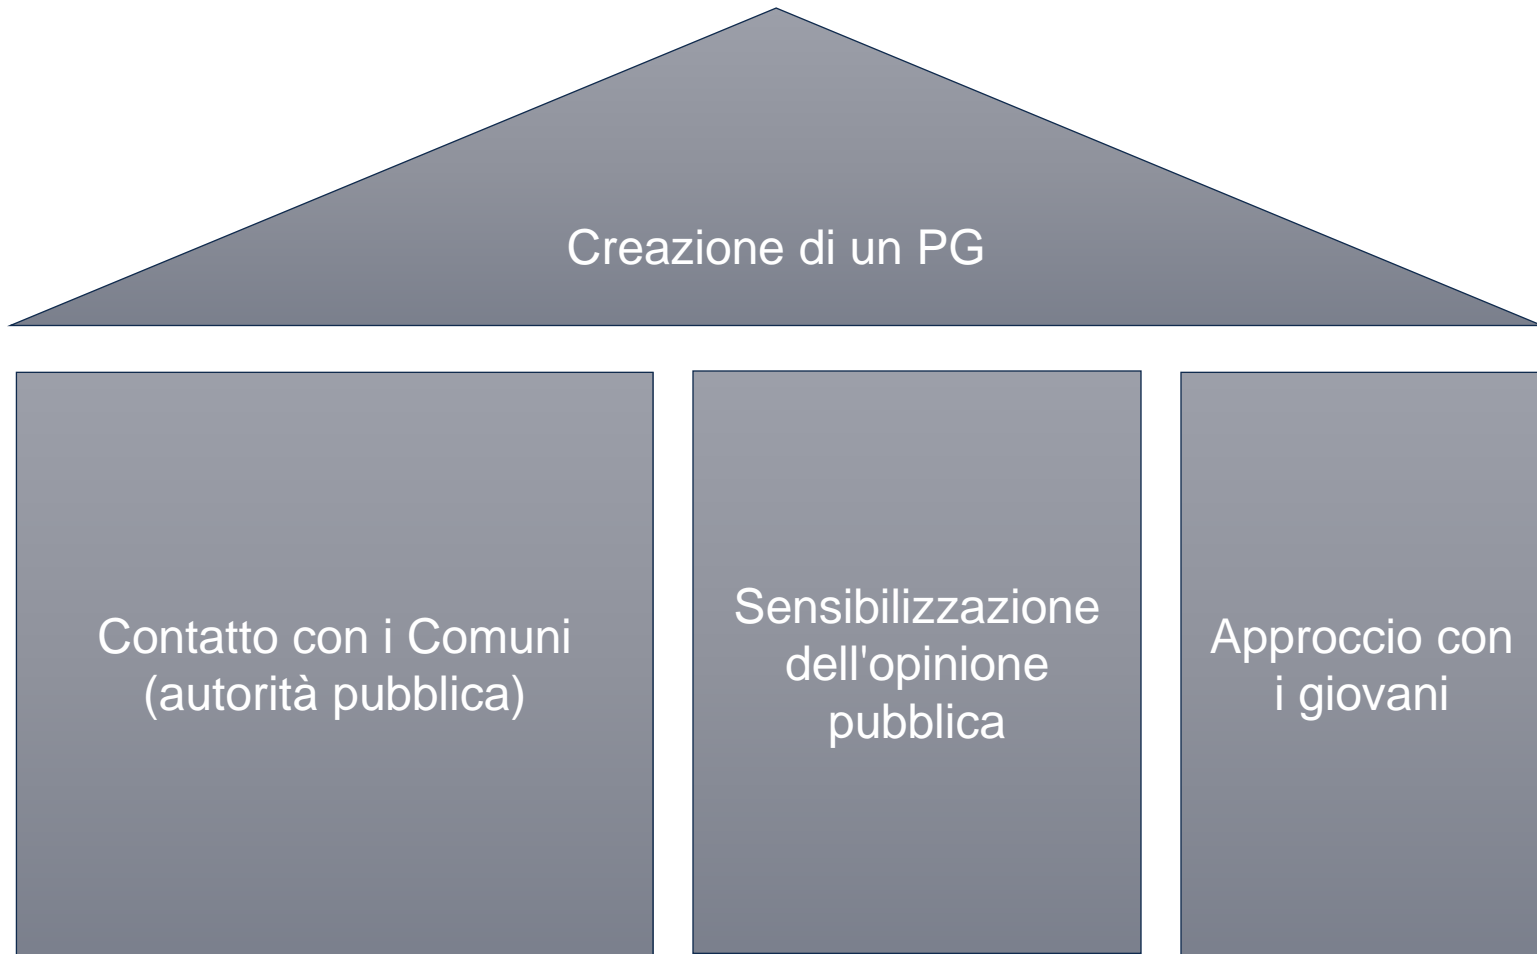 Creazione di un PG
Contatto con i Comuni
(autorità pubblica)
Sensibilizzazione
dell'opinione
pubblica
Approccio con
i giovani